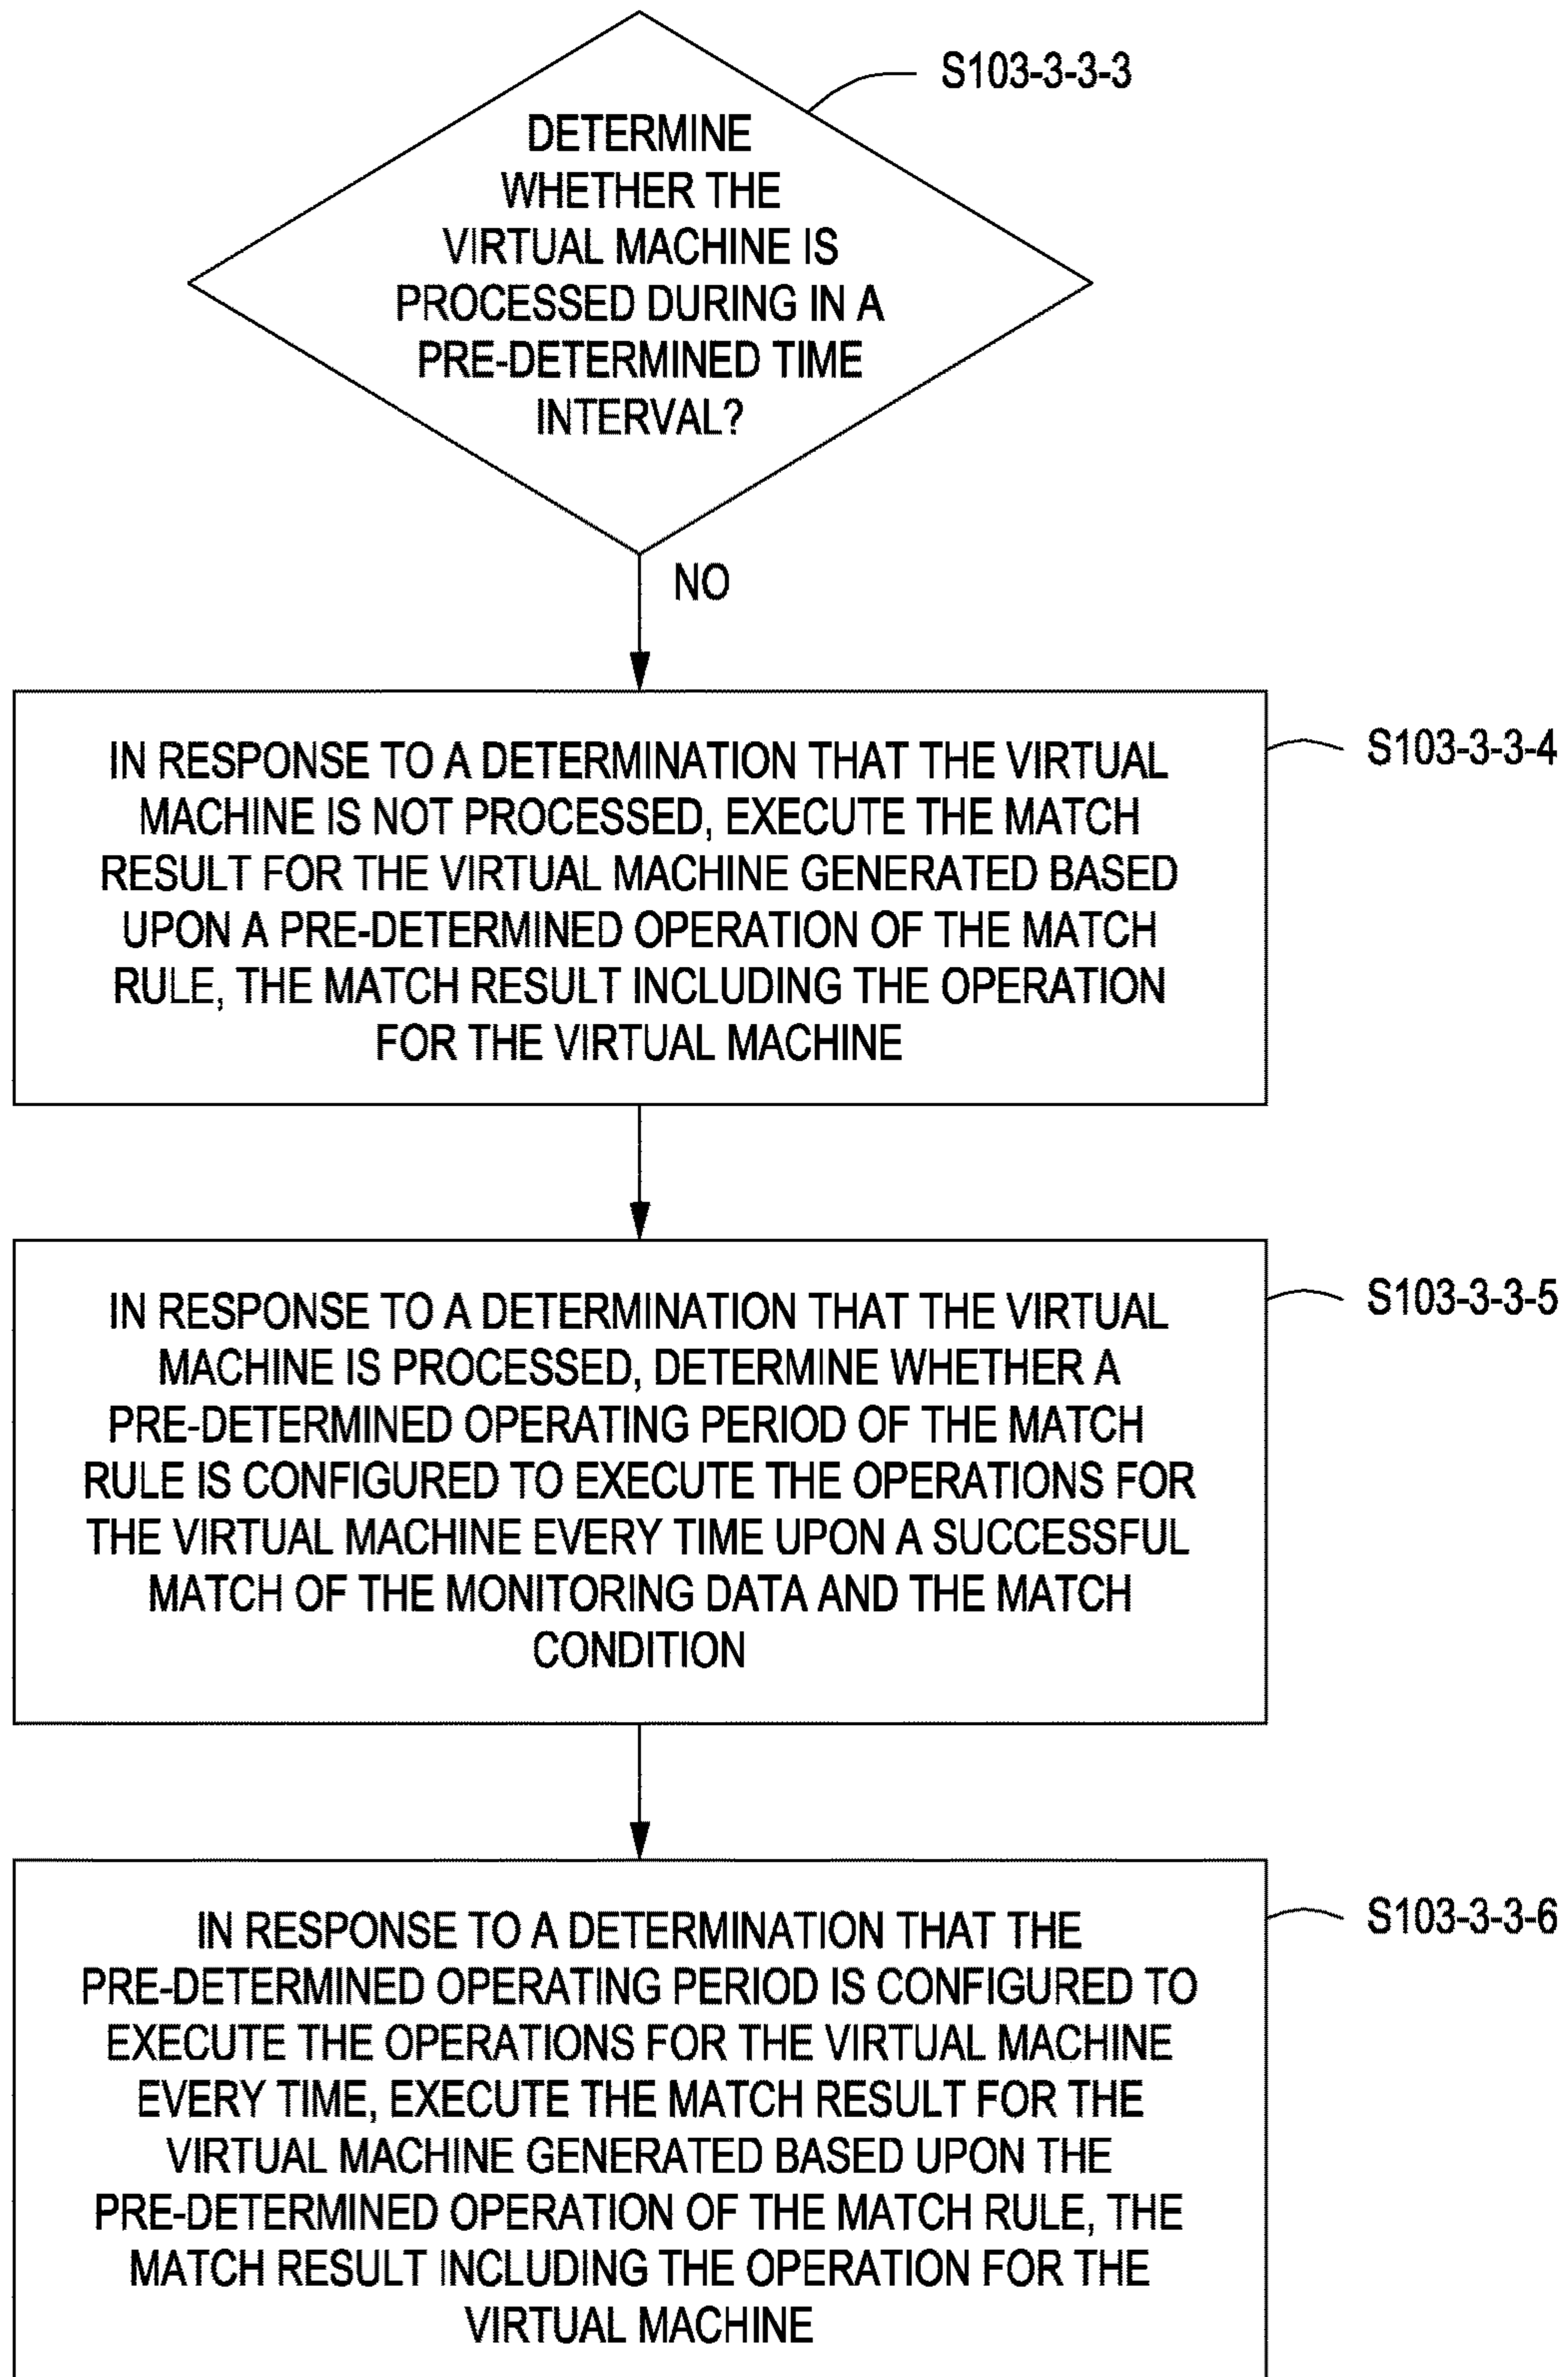 S103-3-3-3
DETERMINE
WHETHER THE
VIRTUAL MACHINE IS
PROCESSED DURING IN A
PRE-DETERMINED TIME
INTERVAL?
NO
IN RESPONSE TO A DETERMINATION THAT THE VIRTUAL
MACHINE IS NOT PROCESSED, EXECUTE THE MATCH
RESULT FOR THE VIRTUAL MACHINE GENERATED BASED
UPON A PRE-DETERMINED OPERATION OF THE MATCH
RULE, THE MATCH RESULT INCLUDING THE OPERATION
FOR THE VIRTUAL MACHINE
S103-3-3-4
IN RESPONSE TO A DETERMINATION THAT THE VIRTUAL
MACHINE IS PROCESSED, DETERMINE WHETHER A
PRE-DETERMINED OPERATING PERIOD OF THE MATCH
RULE IS CONFIGURED TO EXECUTE THE OPERATIONS FOR
THE VIRTUAL MACHINE EVERY TIME UPON A SUCCESSFUL
MATCH OF THE MONITORING DATA AND THE MATCH
CONDITION
S103-3-3-5
IN RESPONSE TO A DETERMINATION THAT THE
PRE-DETERMINED OPERATING PERIOD IS CONFIGURED TO
EXECUTE THE OPERATIONS FOR THE VIRTUAL MACHINE
EVERY TIME, EXECUTE THE MATCH RESULT FOR THE
VIRTUAL MACHINE GENERATED BASED UPON THE
PRE-DETERMINED OPERATION OF THE MATCH RULE, THE
MATCH RESULT INCLUDING THE OPERATION FOR THE
VIRTUAL MACHINE
S103-3-3-6